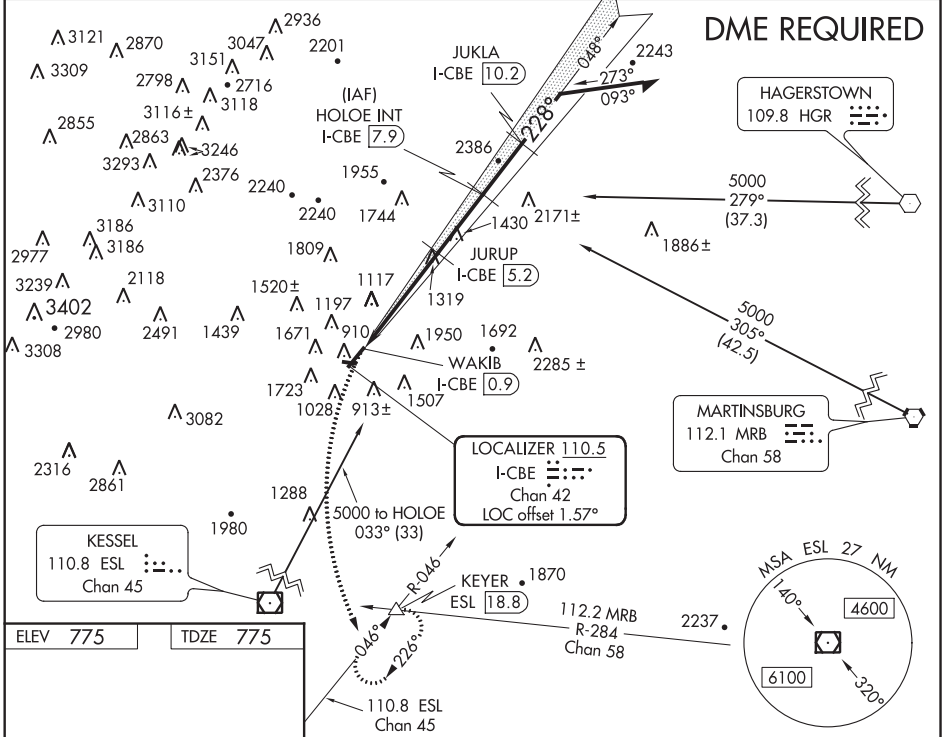 DME REQUIRED
2936
3121
2870
3047
2201
JUKLA
I-CBE 10.2
048°
2243
3309
3151
2798
2716
3118
273°
093°
HAGERSTOWN
109.8 HGR
(IAF)
HOLOE INT
I-CBE 7.9
228°
3116±
2855
2863
3246
3293
2386
2376
1955
5000
279°
(37.3)
3110
2240
2240
1744
1430
2171±
1886±
3186
3186
2977
1809
JURUP
I-CBE 5.2
3239
2118
1319
1520±
1117
3402
2980
2491
1439
1197
1671
910
1950
1692
3308
2285 ±
5000
305°
(42.5)
WAKIB
I-CBE 0.9
1723
1028
913±
1507
3082
MARTINSBURG
112.1 MRB
Chan 58
LOCALIZER 110.5
I-CBE
Chan 42
LOC offset 1.57°
2316
2861
1288
1980
5000 to HOLOE
033° (33)
KESSEL
110.8 ESL
Chan 45
R-046
KEYER
ESL 18.8
1870
112.2 MRB
R-284
Chan 58
2237
MSA ESL 27 NM
140°
4600
6100
320°
046°
226°
110.8 ESL
Chan 45
ELEV 775
TDZE 775